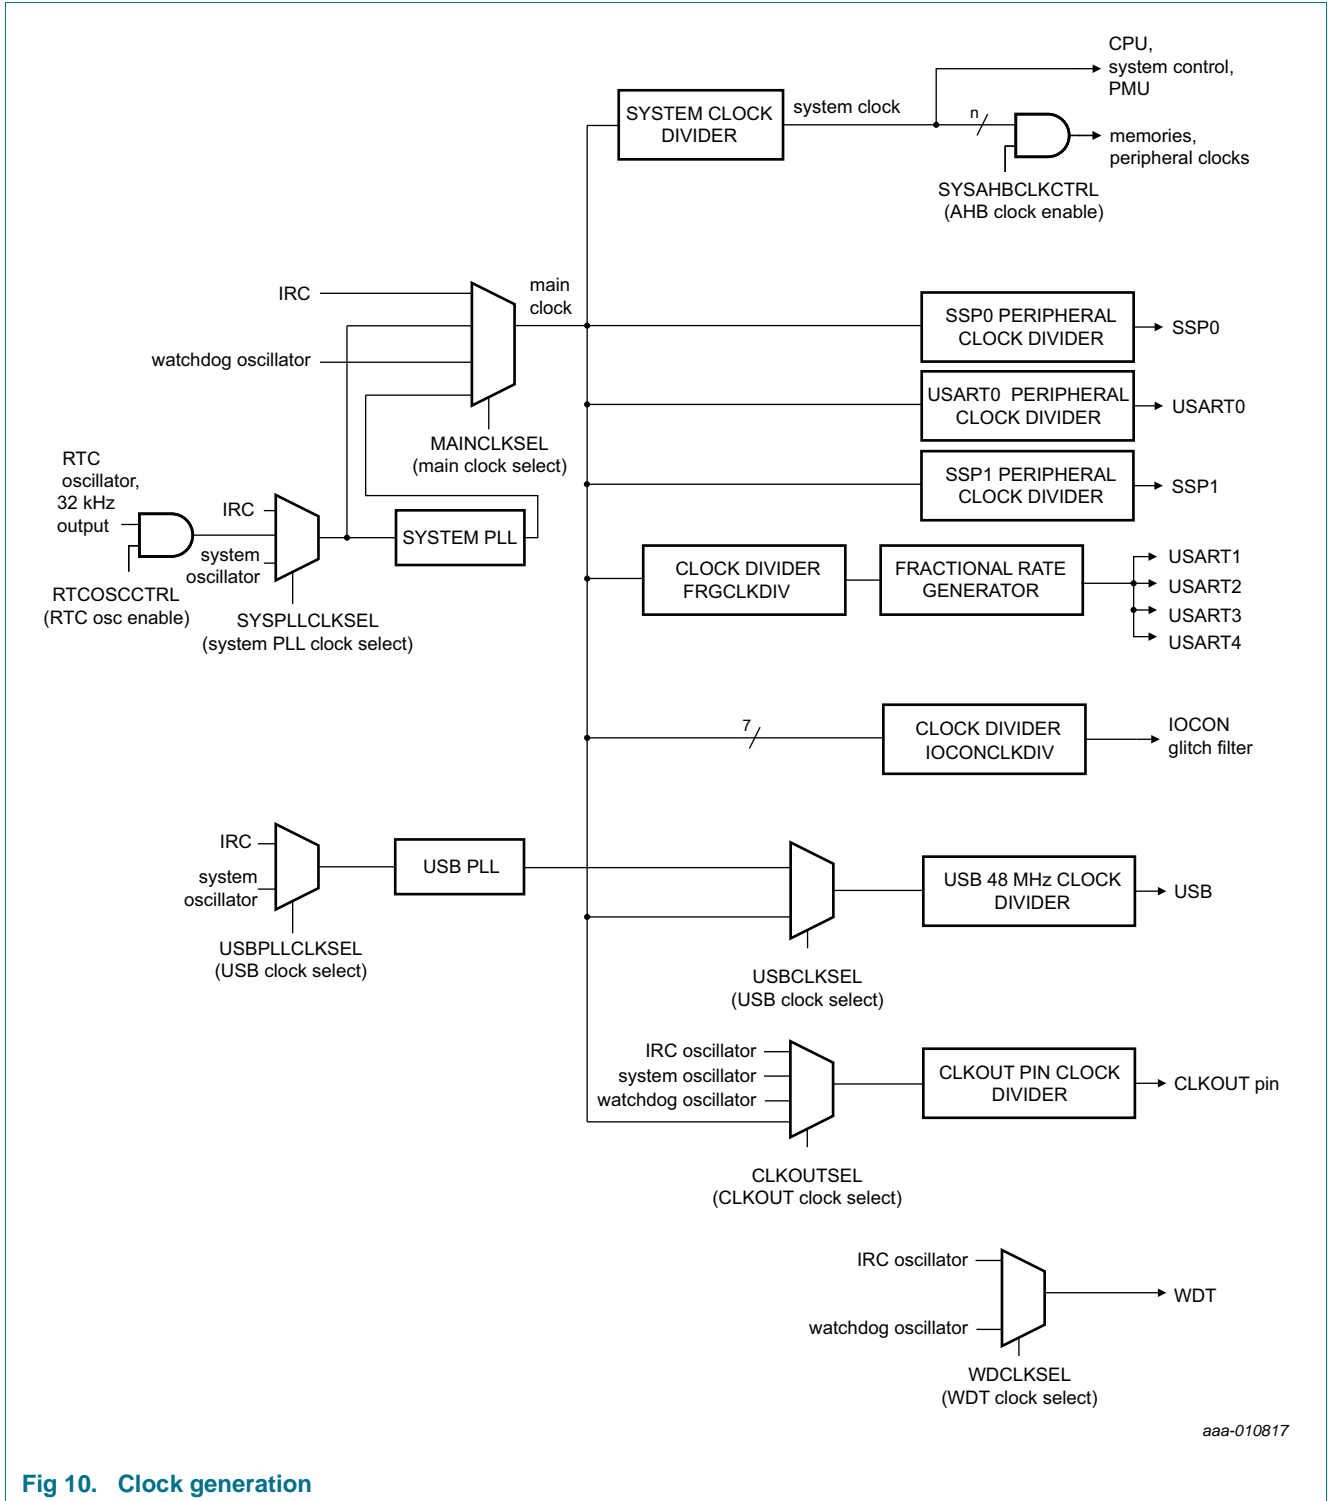 CPU,
system control,
PMU
SYSTEM CLOCK
DIVIDER
system clock
n
memories,
peripheral clocks
SYSAHBCLKCTRL
(AHB clock enable)
IRC
main
clock
watchdog oscillator
MAINCLKSEL
(main clock select)
SSP0 PERIPHERAL
CLOCK DIVIDER
SSP0
USART0 PERIPHERAL
CLOCK DIVIDER
USART0
SSP1 PERIPHERAL
CLOCK DIVIDER
SSP1
RTC
oscillator,
32 kHz
output
RTCOSCCTRL
(RTC osc enable)
IRC
system
oscillator
SYSPLLCLKSEL
(system PLL clock select)
SYSTEM PLL
CLOCK DIVIDER
FRGCLKDIV
FRACTIONAL RATE
GENERATOR
USART1
USART2
USART3
USART4
7
CLOCK DIVIDER
IOCONCLKDIV
IOCON
glitch filter
IRC
system
oscillator
USBPLLCLKSEL
(USB clock select)
USB PLL
USBCLKSEL
(USB clock select)
USB 48 MHz CLOCK
DIVIDER
USB
IRC oscillator
system oscillator
watchdog oscillator
CLKOUTSEL
(CLKOUT clock select)
CLKOUT PIN CLOCK
DIVIDER
CLKOUT pin
IRC oscillator
watchdog oscillator
WDCLKSEL
(WDT clock select)
WDT
aaa-010817
Fig 10. Clock generation